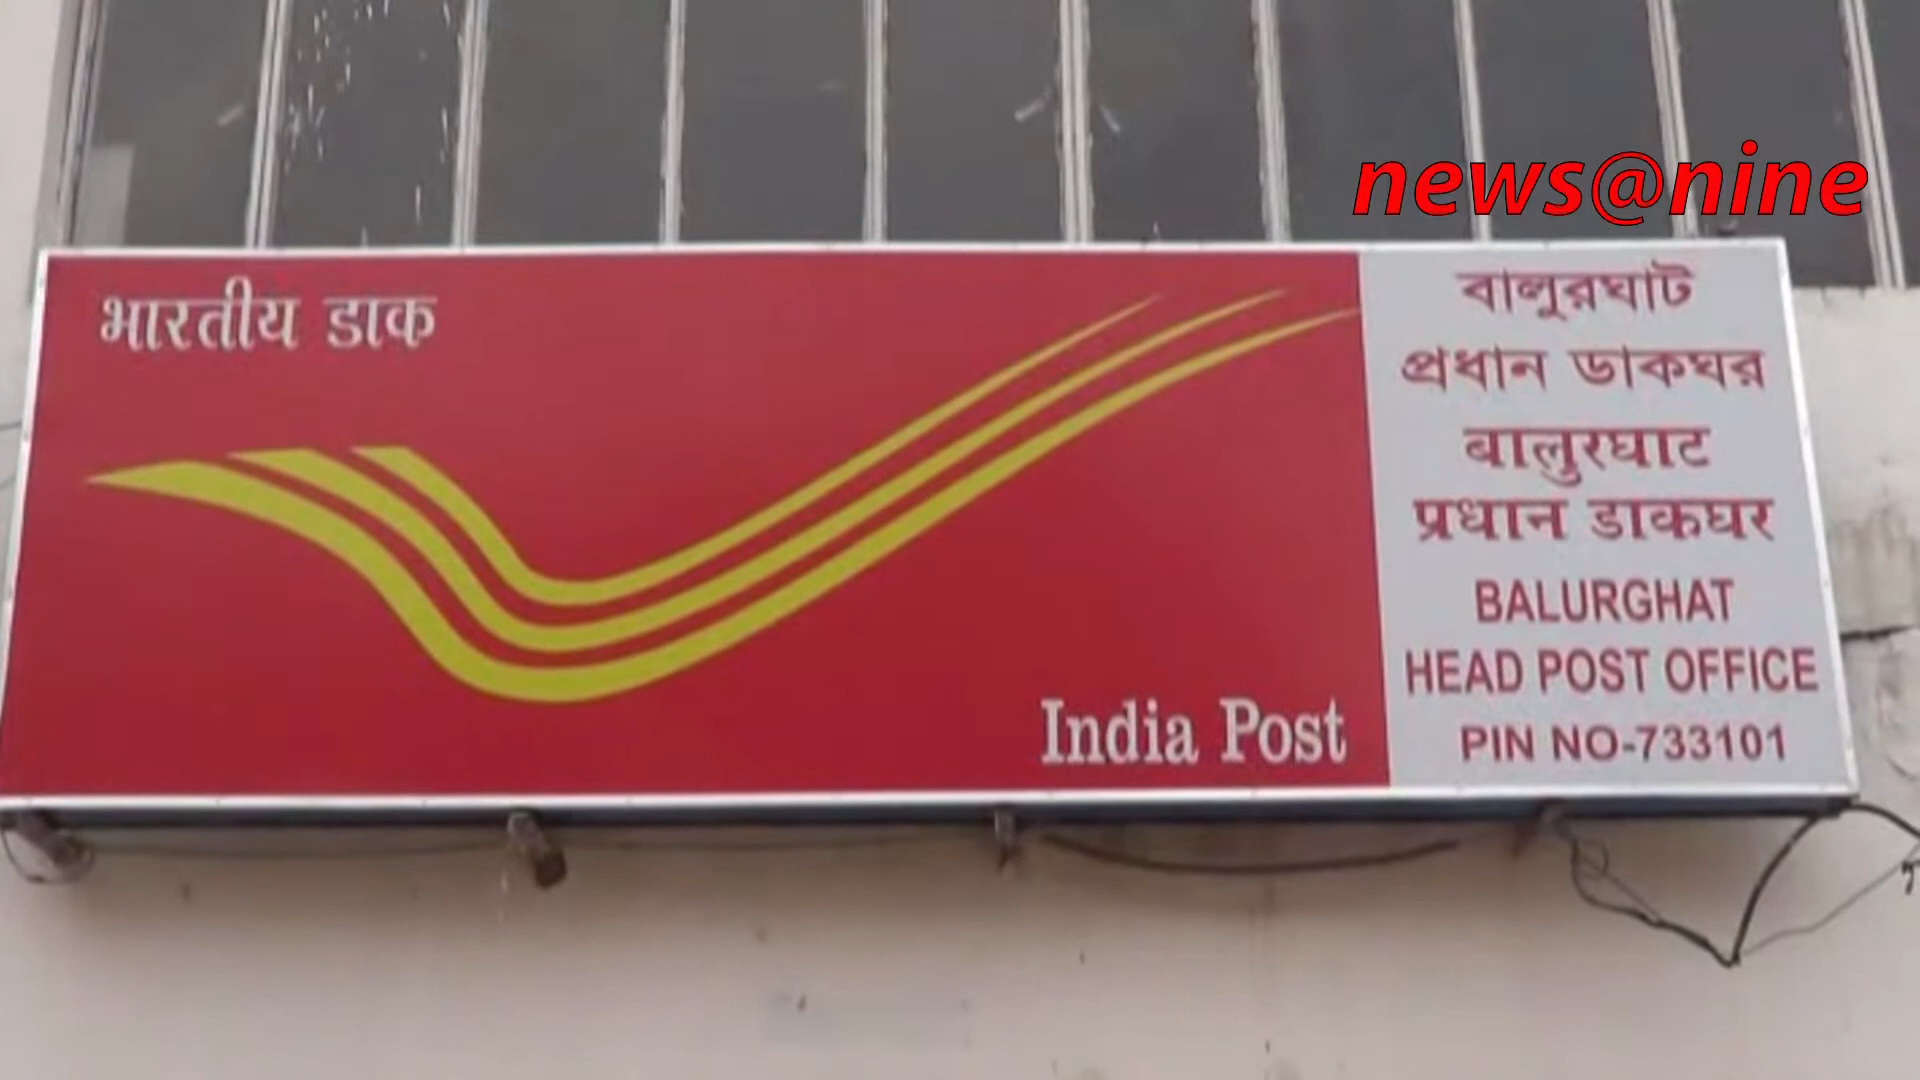 news@nine
भारतीय डाक
India Post
বালুরঘাট
প্রধান ডাকঘর
बालुरघाट
प्रधान डाकघर
BALURGHAT
HEAD POST OFFICE
PIN NO-733101